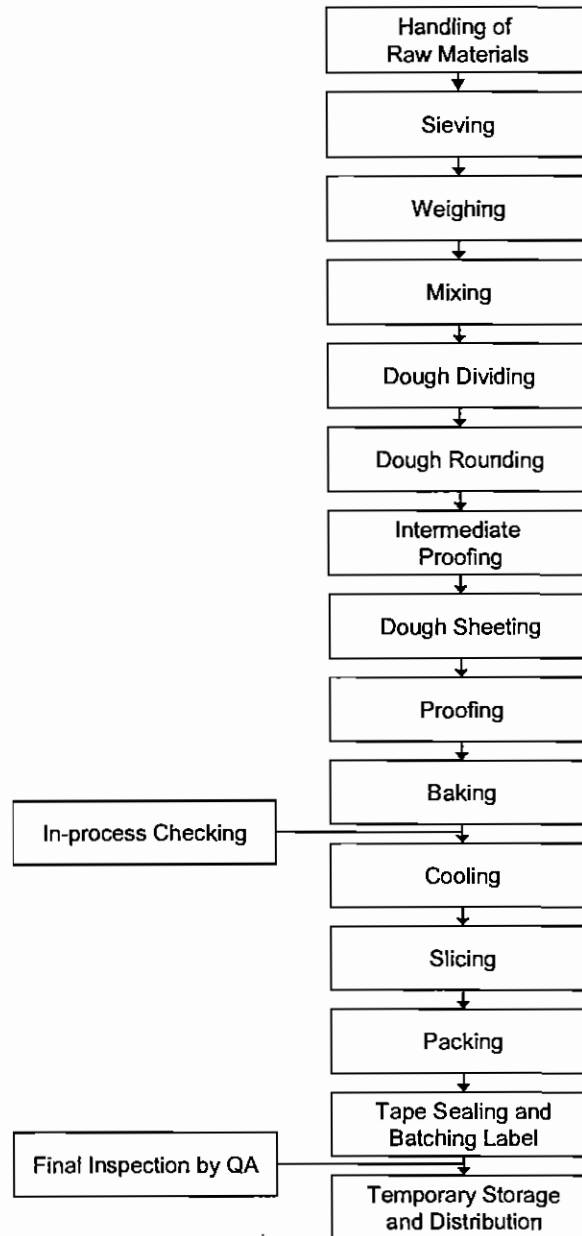 Handling of
Raw Materials
Sieving
Weighing
Mixing
Dough Dividing
Dough Rounding
Intermediate
Proofing
Dough Sheeting
Proofing
Baking
In-process Checking
Cooling
Slicing
Packing
Tape Sealing and
Batching Label
Final Inspection by QA
Temporary Storage
and Distribution